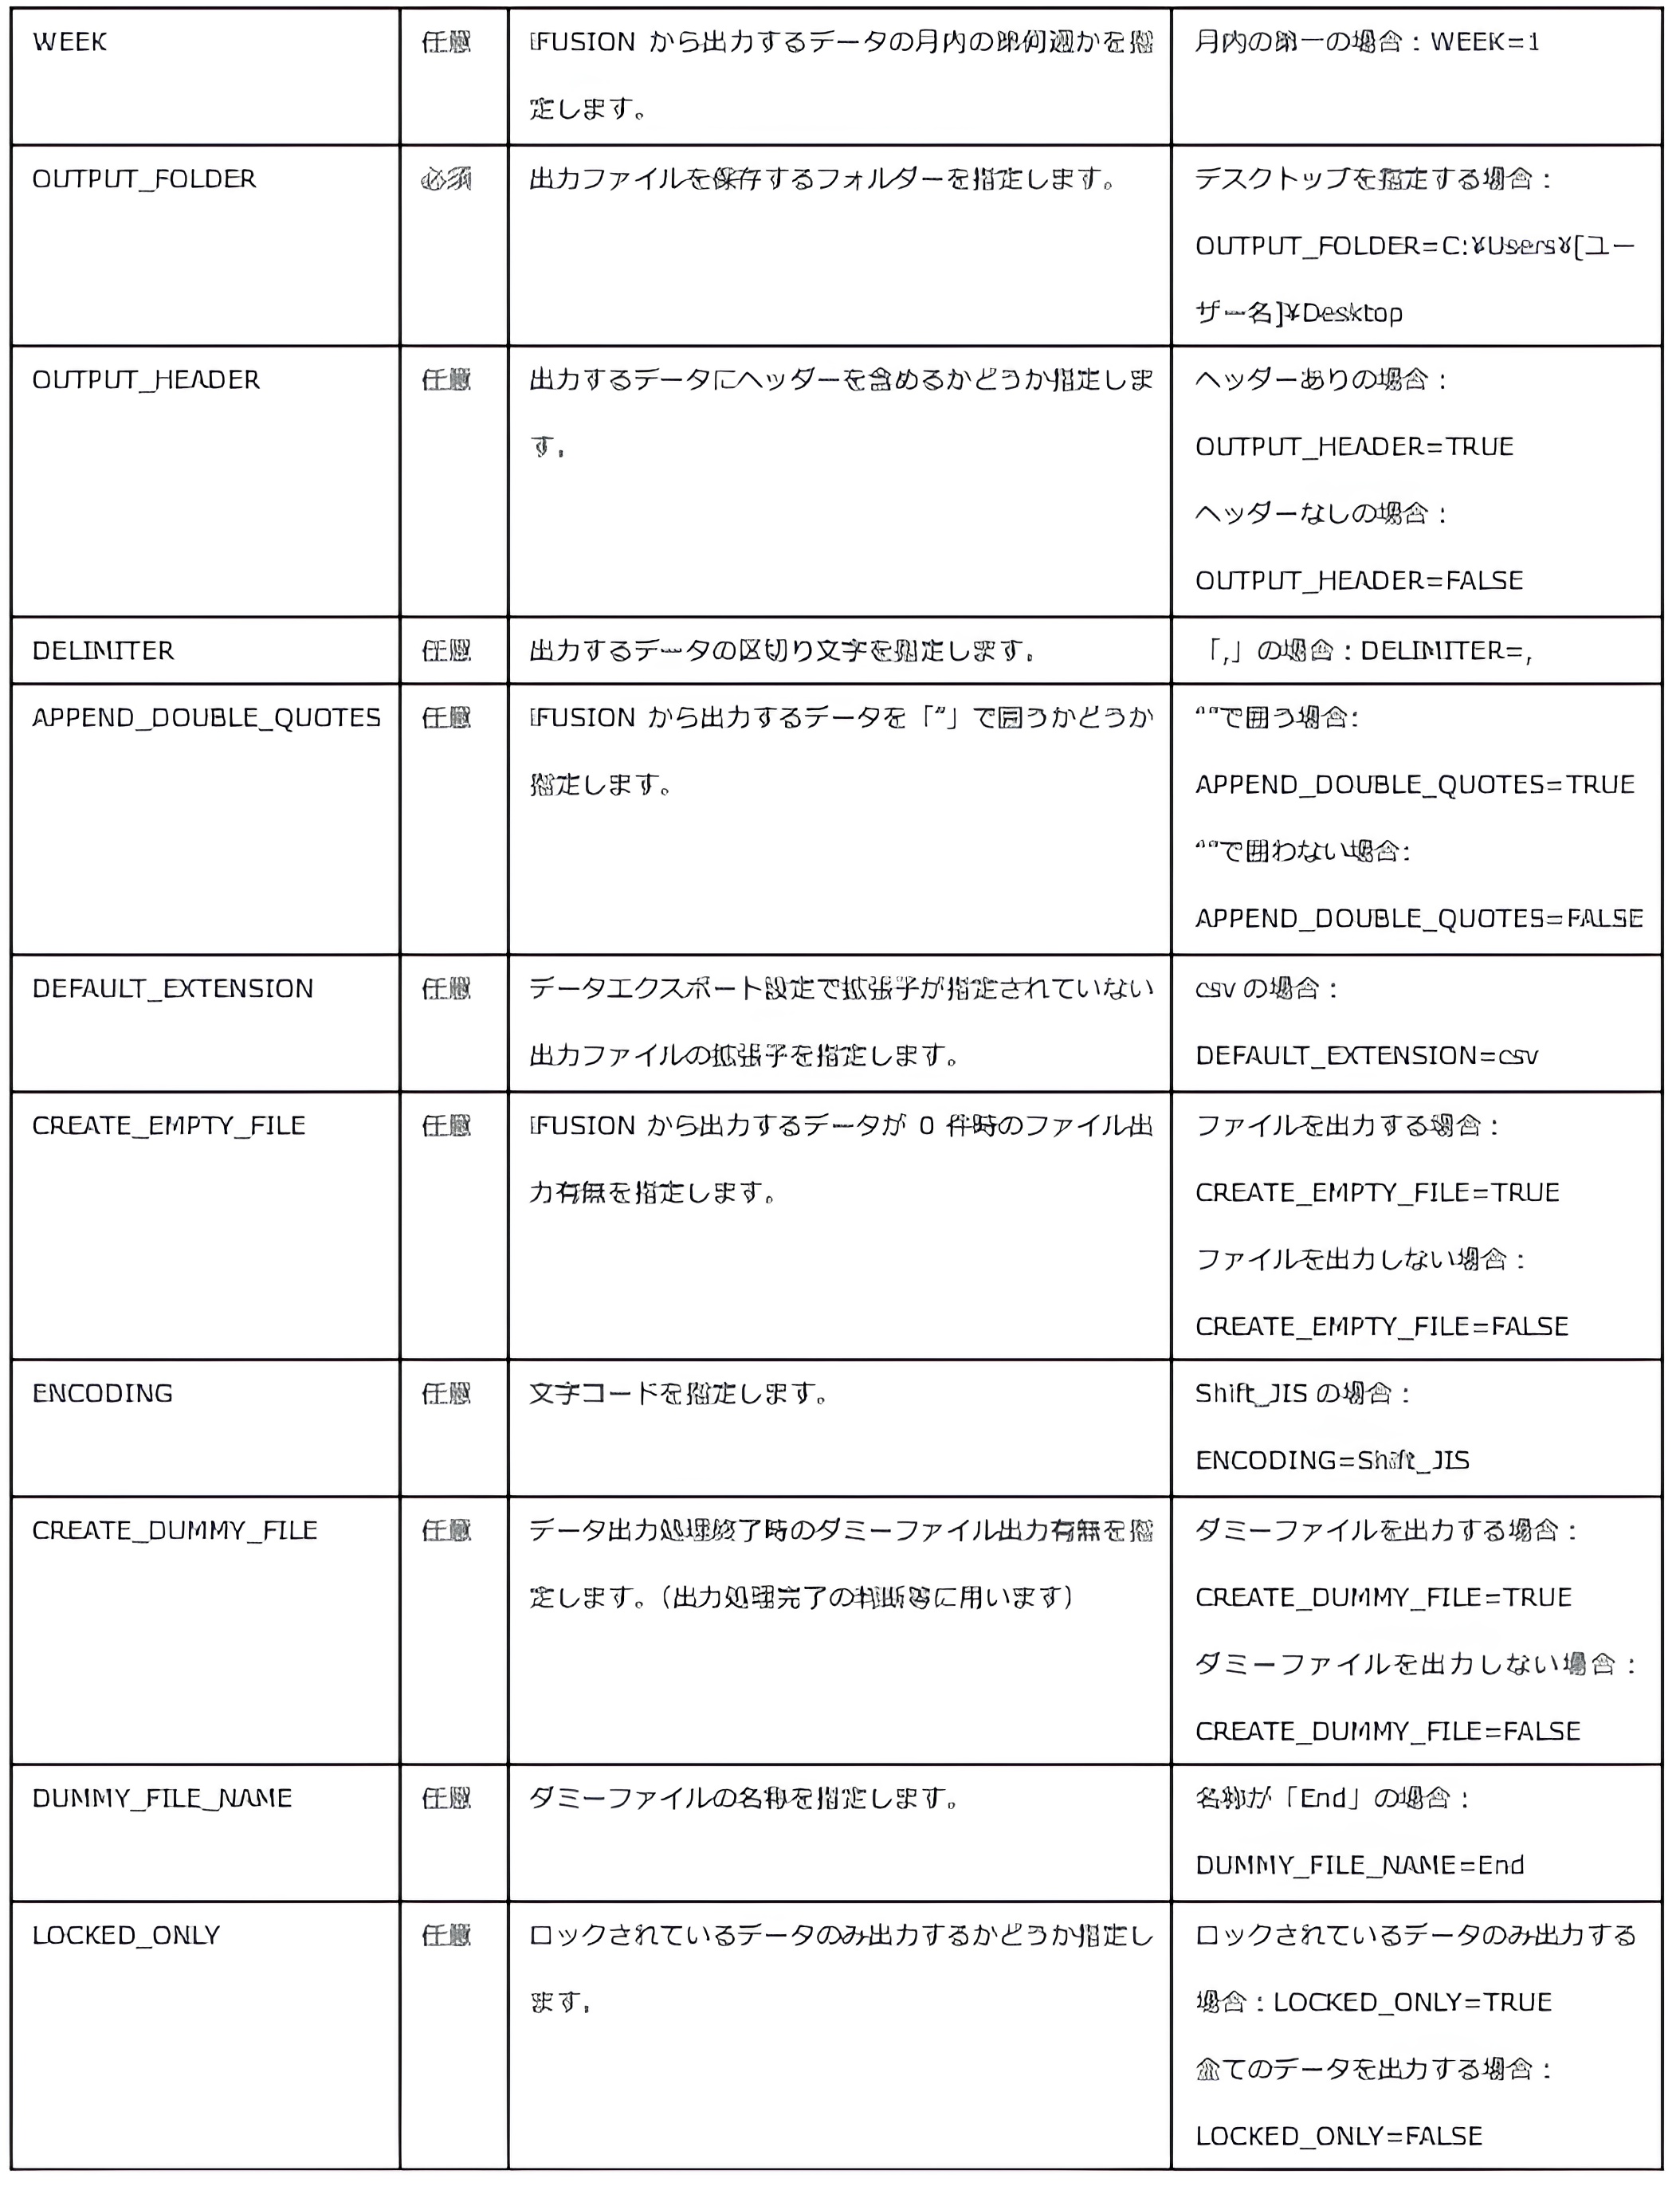 WEEK
任意
iFUSION から出力するデータの月内の第何週かを指
定します。
月内の第一の場合：WEEK=1
OUTPUT_FOLDER
必須
出力ファイルを保存するフォルダーを指定します。
デスクトップを指定する場合：
OUTPUT_FOLDER=C:¥Users¥[ユー
ザー名]¥Desktop
OUTPUT_HEADER
任意
出力するデータにヘッダーを含めるかどうか指定しま
す。
ヘッダーありの場合：
OUTPUT_HEADER=TRUE
ヘッダーなしの場合：
OUTPUT_HEADER=FALSE
DELIMITER
任意
出力するデータの区切り文字を指定します。
「,」の場合：DELIMITER=,
APPEND_DOUBLE_QUOTES
任意
iFUSION から出力するデータを「"」で囲うかどうか
指定します。
""で囲う場合：
APPEND_DOUBLE_QUOTES=TRUE
""で囲わない場合：
APPEND_DOUBLE_QUOTES=FALSE
DEFAULT_EXTENSION
任意
データエクスポート設定で拡張子が指定されていない
出力ファイルの拡張子を指定します。
csv の場合：
DEFAULT_EXTENSION=csv
CREATE_EMPTY_FILE
任意
iFUSION から出力するデータが 0 件時のファイル出
力有無を指定します。
ファイルを出力する場合：
CREATE_EMPTY_FILE=TRUE
ファイルを出力しない場合：
CREATE_EMPTY_FILE=FALSE
ENCODING
任意
文字コードを指定します。
Shift_JIS の場合：
ENCODING=Shift_JIS
CREATE_DUMMY_FILE
任意
データ出力処理終了時のダミーファイル出力有無を指
定します。（出力処理完了の判断等に用います）
ダミーファイルを出力する場合：
CREATE_DUMMY_FILE=TRUE
ダミーファイルを出力しない場合：
CREATE_DUMMY_FILE=FALSE
DUMMY_FILE_NAME
任意
ダミーファイルの名称を指定します。
名称が「End」の場合：
DUMMY_FILE_NAME=End
LOCKED_ONLY
任意
ロックされているデータのみ出力するかどうか指定し
ます。
ロックされているデータのみ出力する
場合：LOCKED_ONLY=TRUE
全てのデータを出力する場合：
LOCKED_ONLY=FALSE